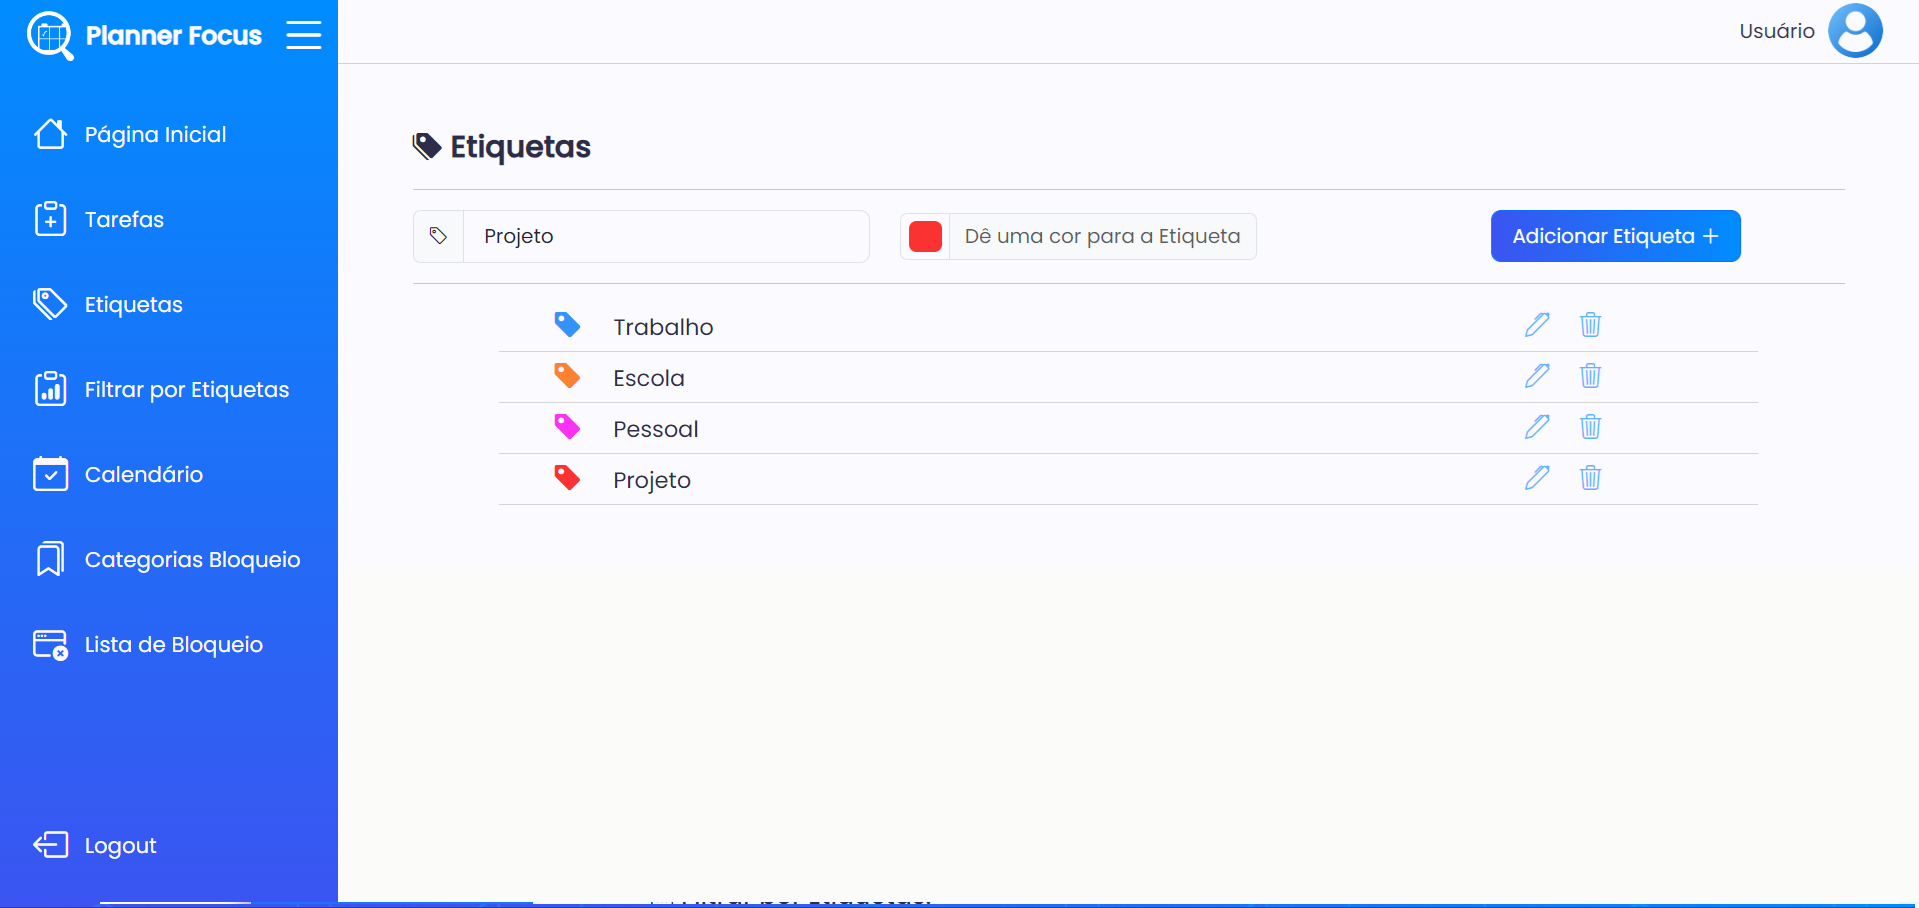 Planner Focus
Usuário
Página Inicial
Tarefas
Etiquetas
Filtrar por Etiquetas
Calendário
Categorias Bloqueio
Lista de Bloqueio
Logout
Etiquetas
Projeto
Dê uma cor para a Etiqueta
Adicionar Etiqueta +
Trabalho
Escola
Pessoal
Projeto